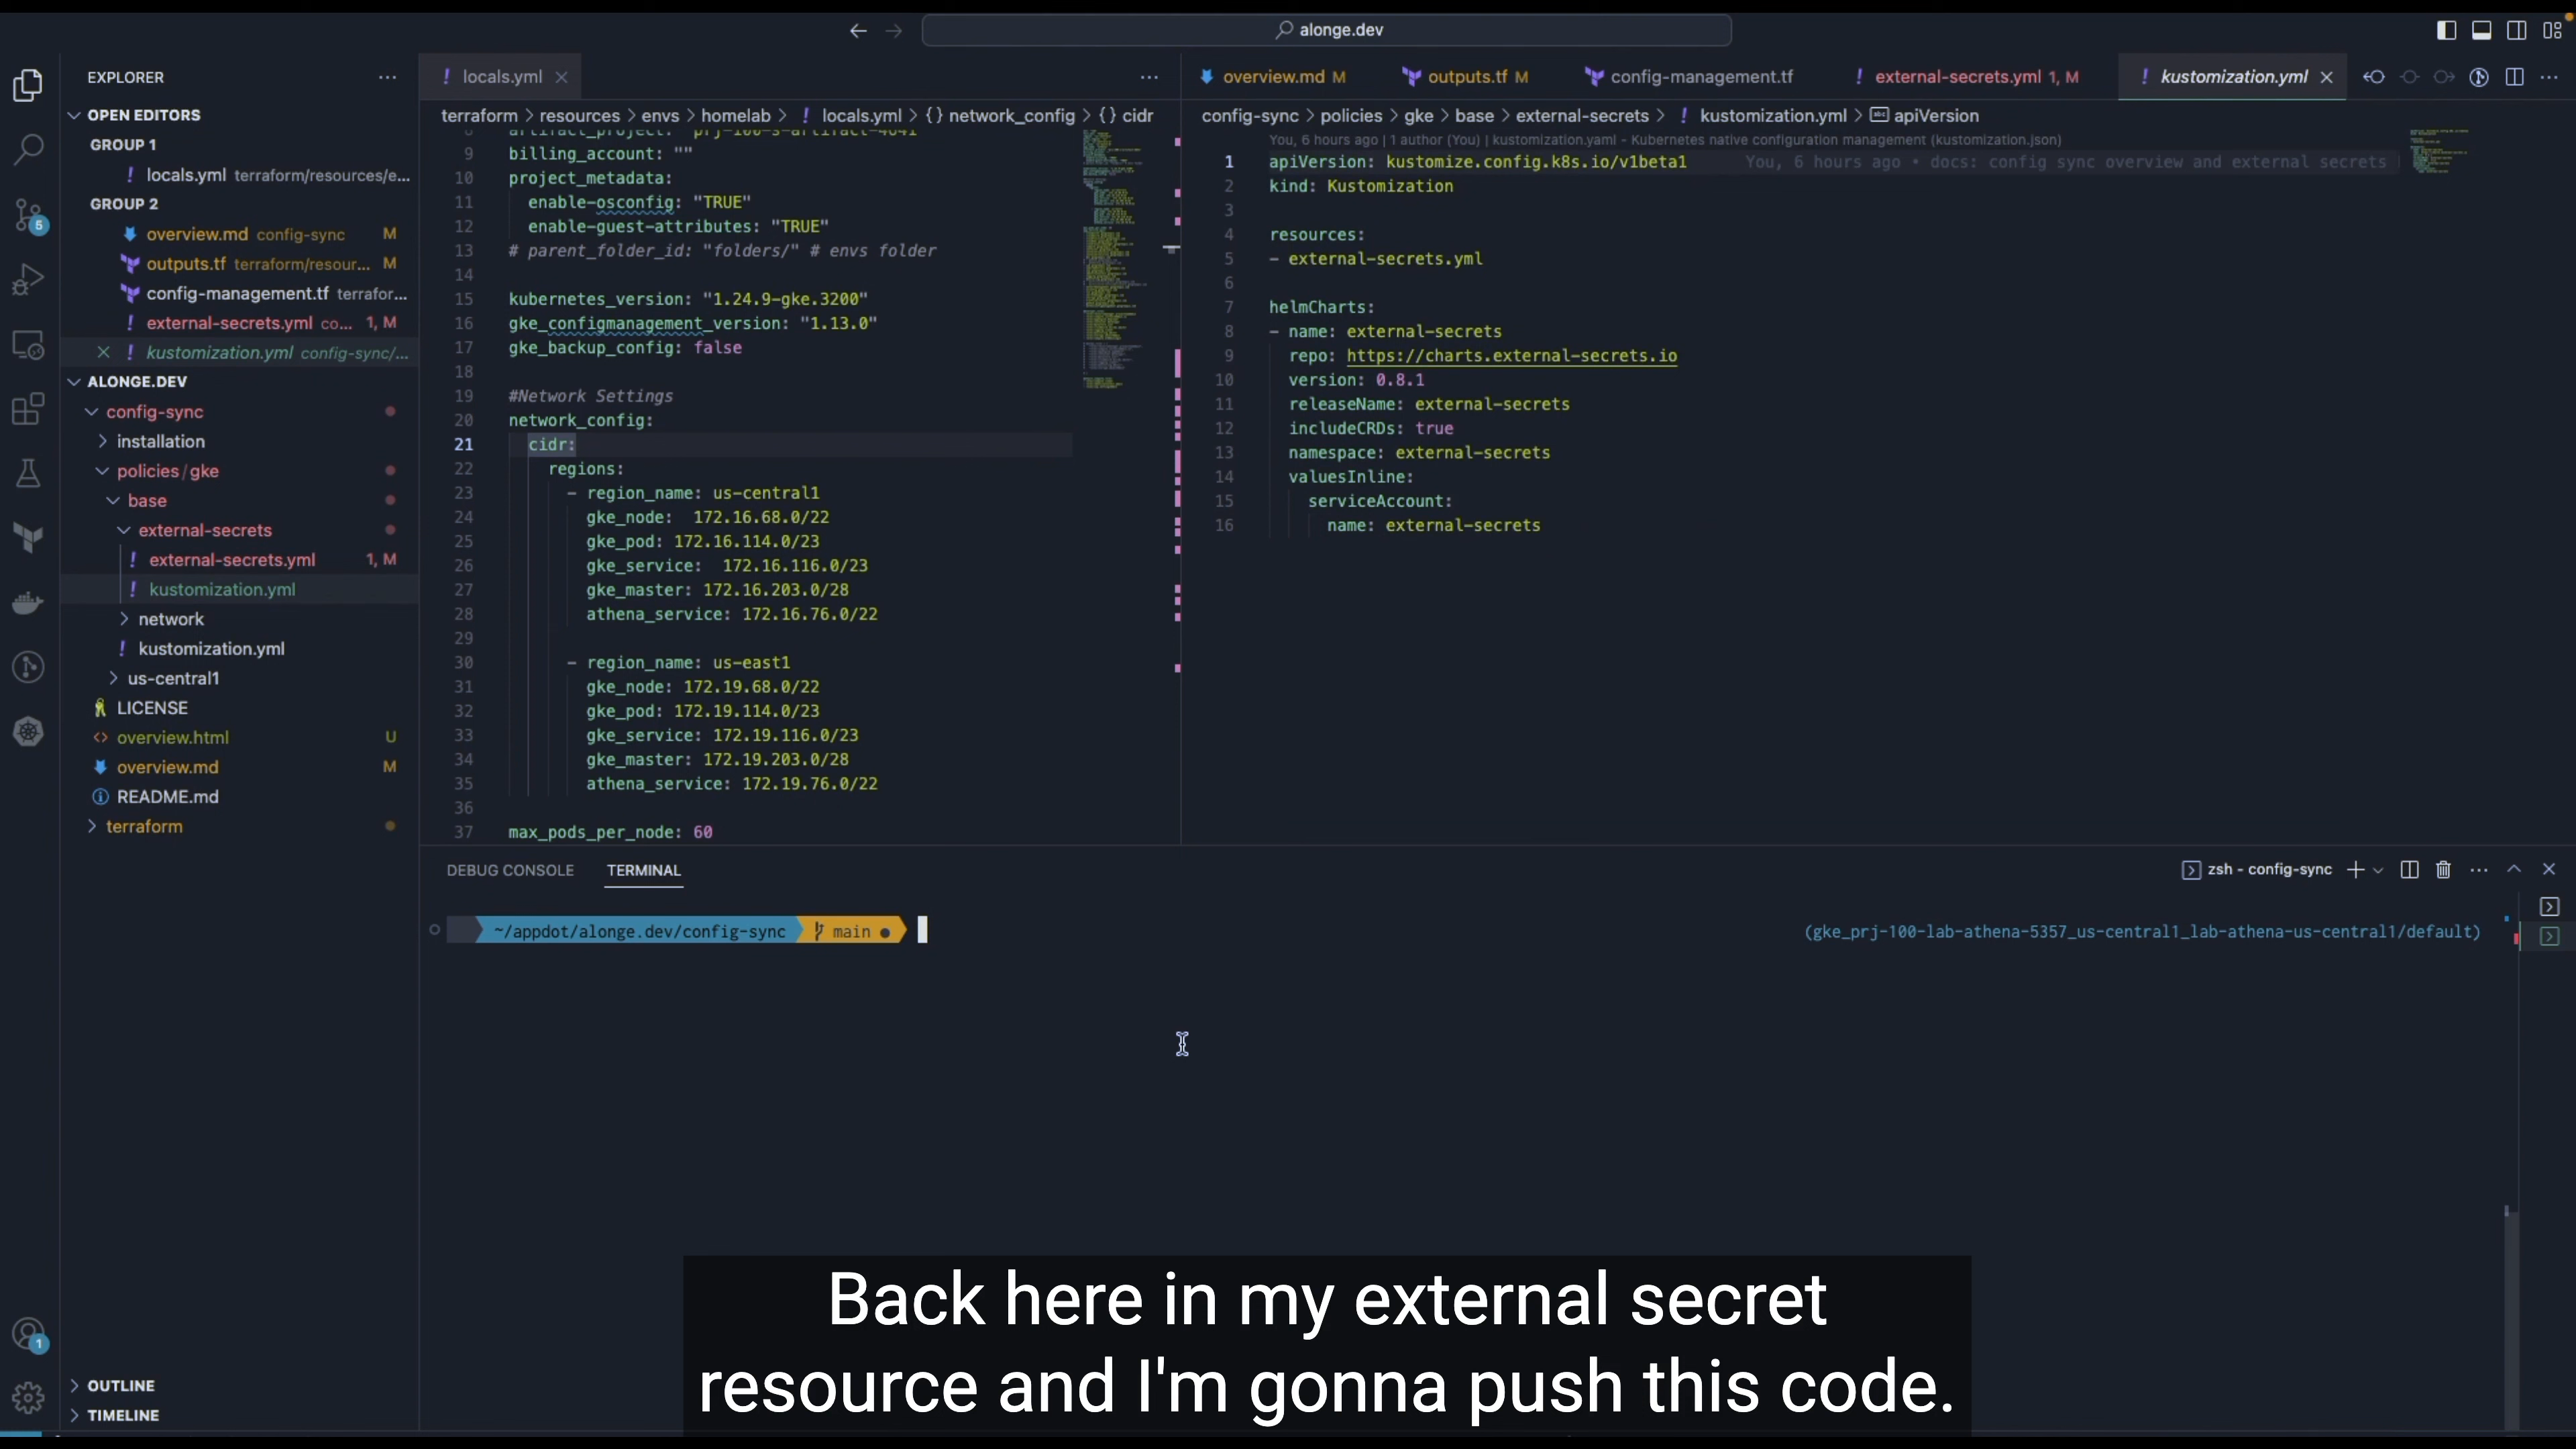 alonge.dev
EXPLORER
OPEN EDITORS
GROUP 1
! locals.yml terraform/resources/e...
GROUP 2
overview.md config-sync M
outputs.tf terraform/resour... M
config-management.tf terrafor...
! external-secrets.yml co... 1, M
! kustomization.yml config-sync/...
ALONGE.DEV
config-sync
installation
policies/gke
base
external-secrets
! external-secrets.yml 1, M
! kustomization.yml
network
! kustomization.yml
us-central1
LICENSE
overview.html U
overview.md M
README.md
terraform
OUTLINE
TIMELINE
5
1
! locals.yml
terraform > resources > envs > homelab > ! locals.yml > {} network_config > {} cidr
9 billing_account: ""
10 project_metadata:
11 enable-osconfig: "TRUE"
12 enable-guest-attributes: "TRUE"
13 # parent_folder_id: "folders/" # envs folder
14
15 kubernetes_version: "1.24.9-gke.3200"
16 gke_configmanagement_version: "1.13.0"
17 gke_backup_config: false
18
19 #Network Settings
20 network_config:
21 cidr:
22 regions:
23 - region_name: us-central1
24 gke_node: 172.16.68.0/22
25 gke_pod: 172.16.114.0/23
26 gke_service: 172.16.116.0/23
27 gke_master: 172.16.203.0/28
28 athena_service: 172.16.76.0/22
29
30 - region_name: us-east1
31 gke_node: 172.19.68.0/22
32 gke_pod: 172.19.114.0/23
33 gke_service: 172.19.116.0/23
34 gke_master: 172.19.203.0/28
35 athena_service: 172.19.76.0/22
36
37 max_pods_per_node: 60
overview.md M outputs.tf M config-management.tf ! external-secrets.yml 1, M ! kustomization.yml
config-sync > policies > gke > base > external-secrets > ! kustomization.yml > apiVersion
You, 6 hours ago | 1 author (You) | kustomization.yaml - Kubernetes native configuration management (kustomization.json)
1 apiVersion: kustomize.config.k8s.io/v1beta1 You, 6 hours ago • docs: config sync overview and external secrets
2 kind: Kustomization
3
4 resources:
5 - external-secrets.yml
6
7 helmCharts:
8 - name: external-secrets
9 repo: https://charts.external-secrets.io
10 version: 0.8.1
11 releaseName: external-secrets
12 includeCRDs: true
13 namespace: external-secrets
14 valuesInline:
15 serviceAccount:
16 name: external-secrets
DEBUG CONSOLE TERMINAL
zsh - config-sync
~/appdot/alonge.dev/config-sync main ●
(gke_prj-100-lab-athena-5357_us-central1_lab-athena-us-central1/default)
Back here in my external secret
resource and I'm gonna push this code.